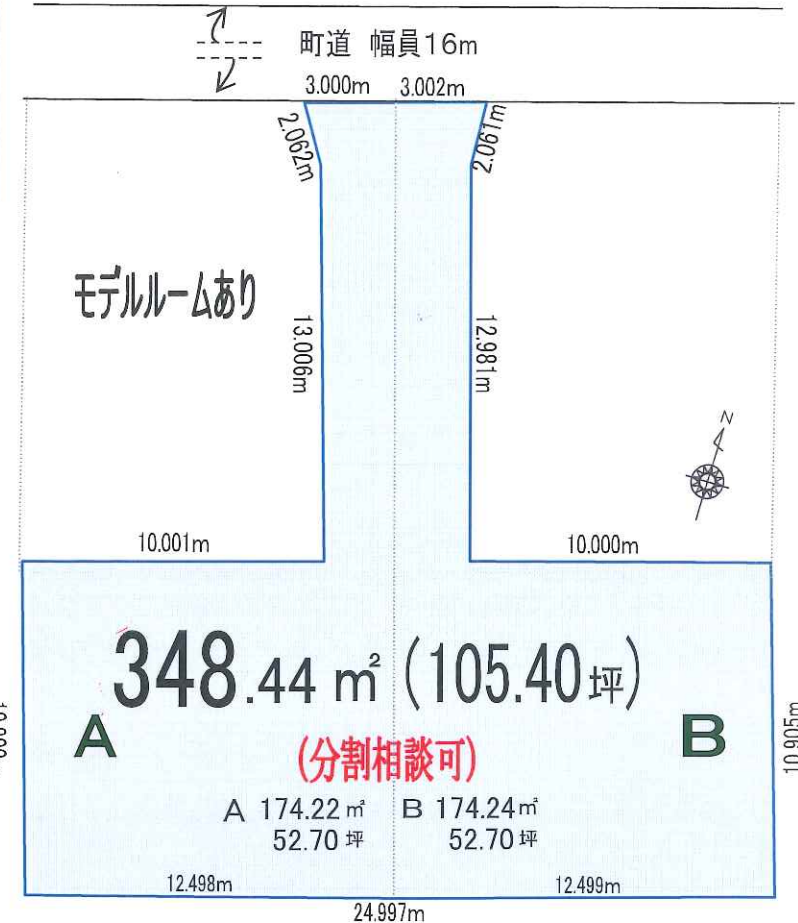 町道 幅員16m
3.000m 3.002m
2.062m
2.061m
モデルルームあり
13.006m
12.981m
N
10.001m
10.000m
348.44㎡(105.40坪)
A
B
(分割相談可)
10.905m
A 174.22㎡ B 174.24㎡
52.70坪 52.70坪
12.498m
12.499m
24.997m